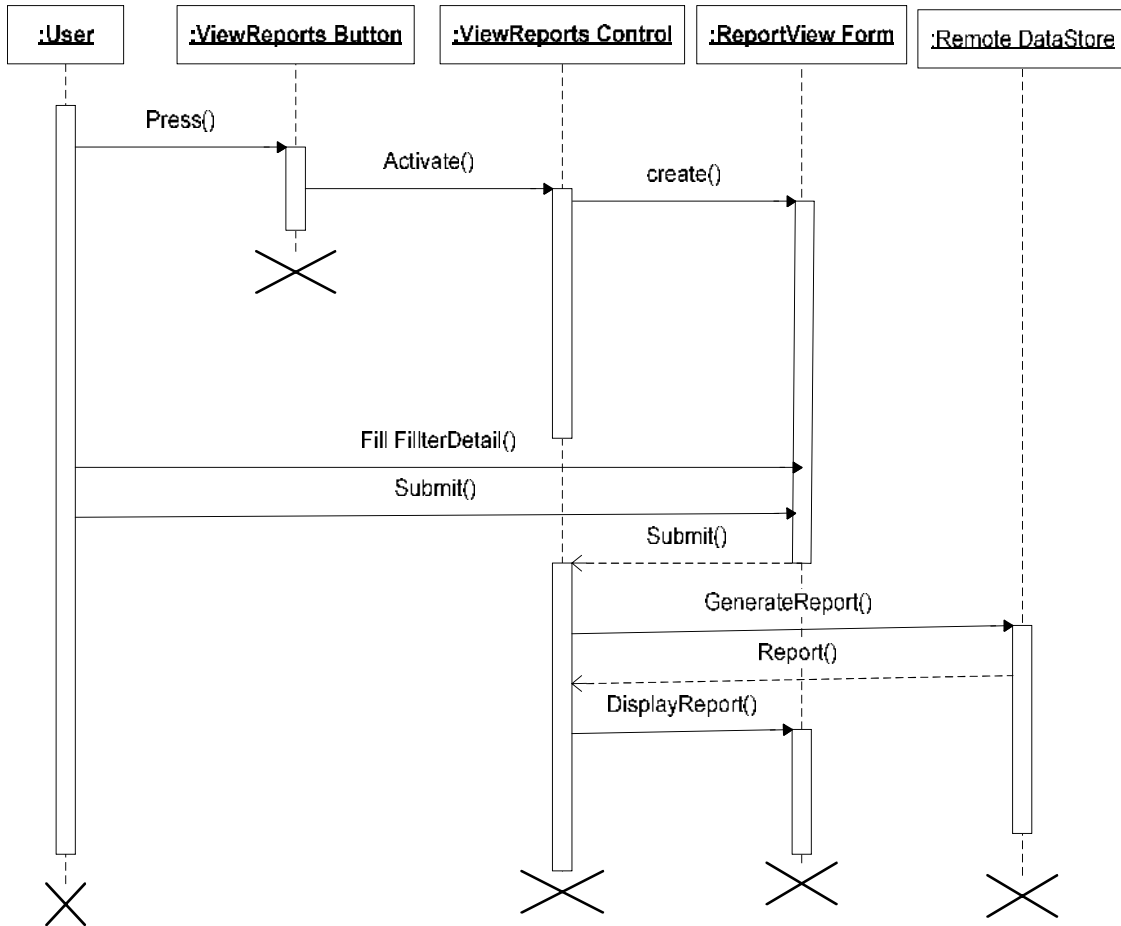 :User
:ViewReports Button
:ViewReports Control
:ReportView Form
:Remote DataStore
Press()
Activate()
create()
Fill FillterDetail()
Submit()
Submit()
GenerateReport()
Report()
DisplayReport()